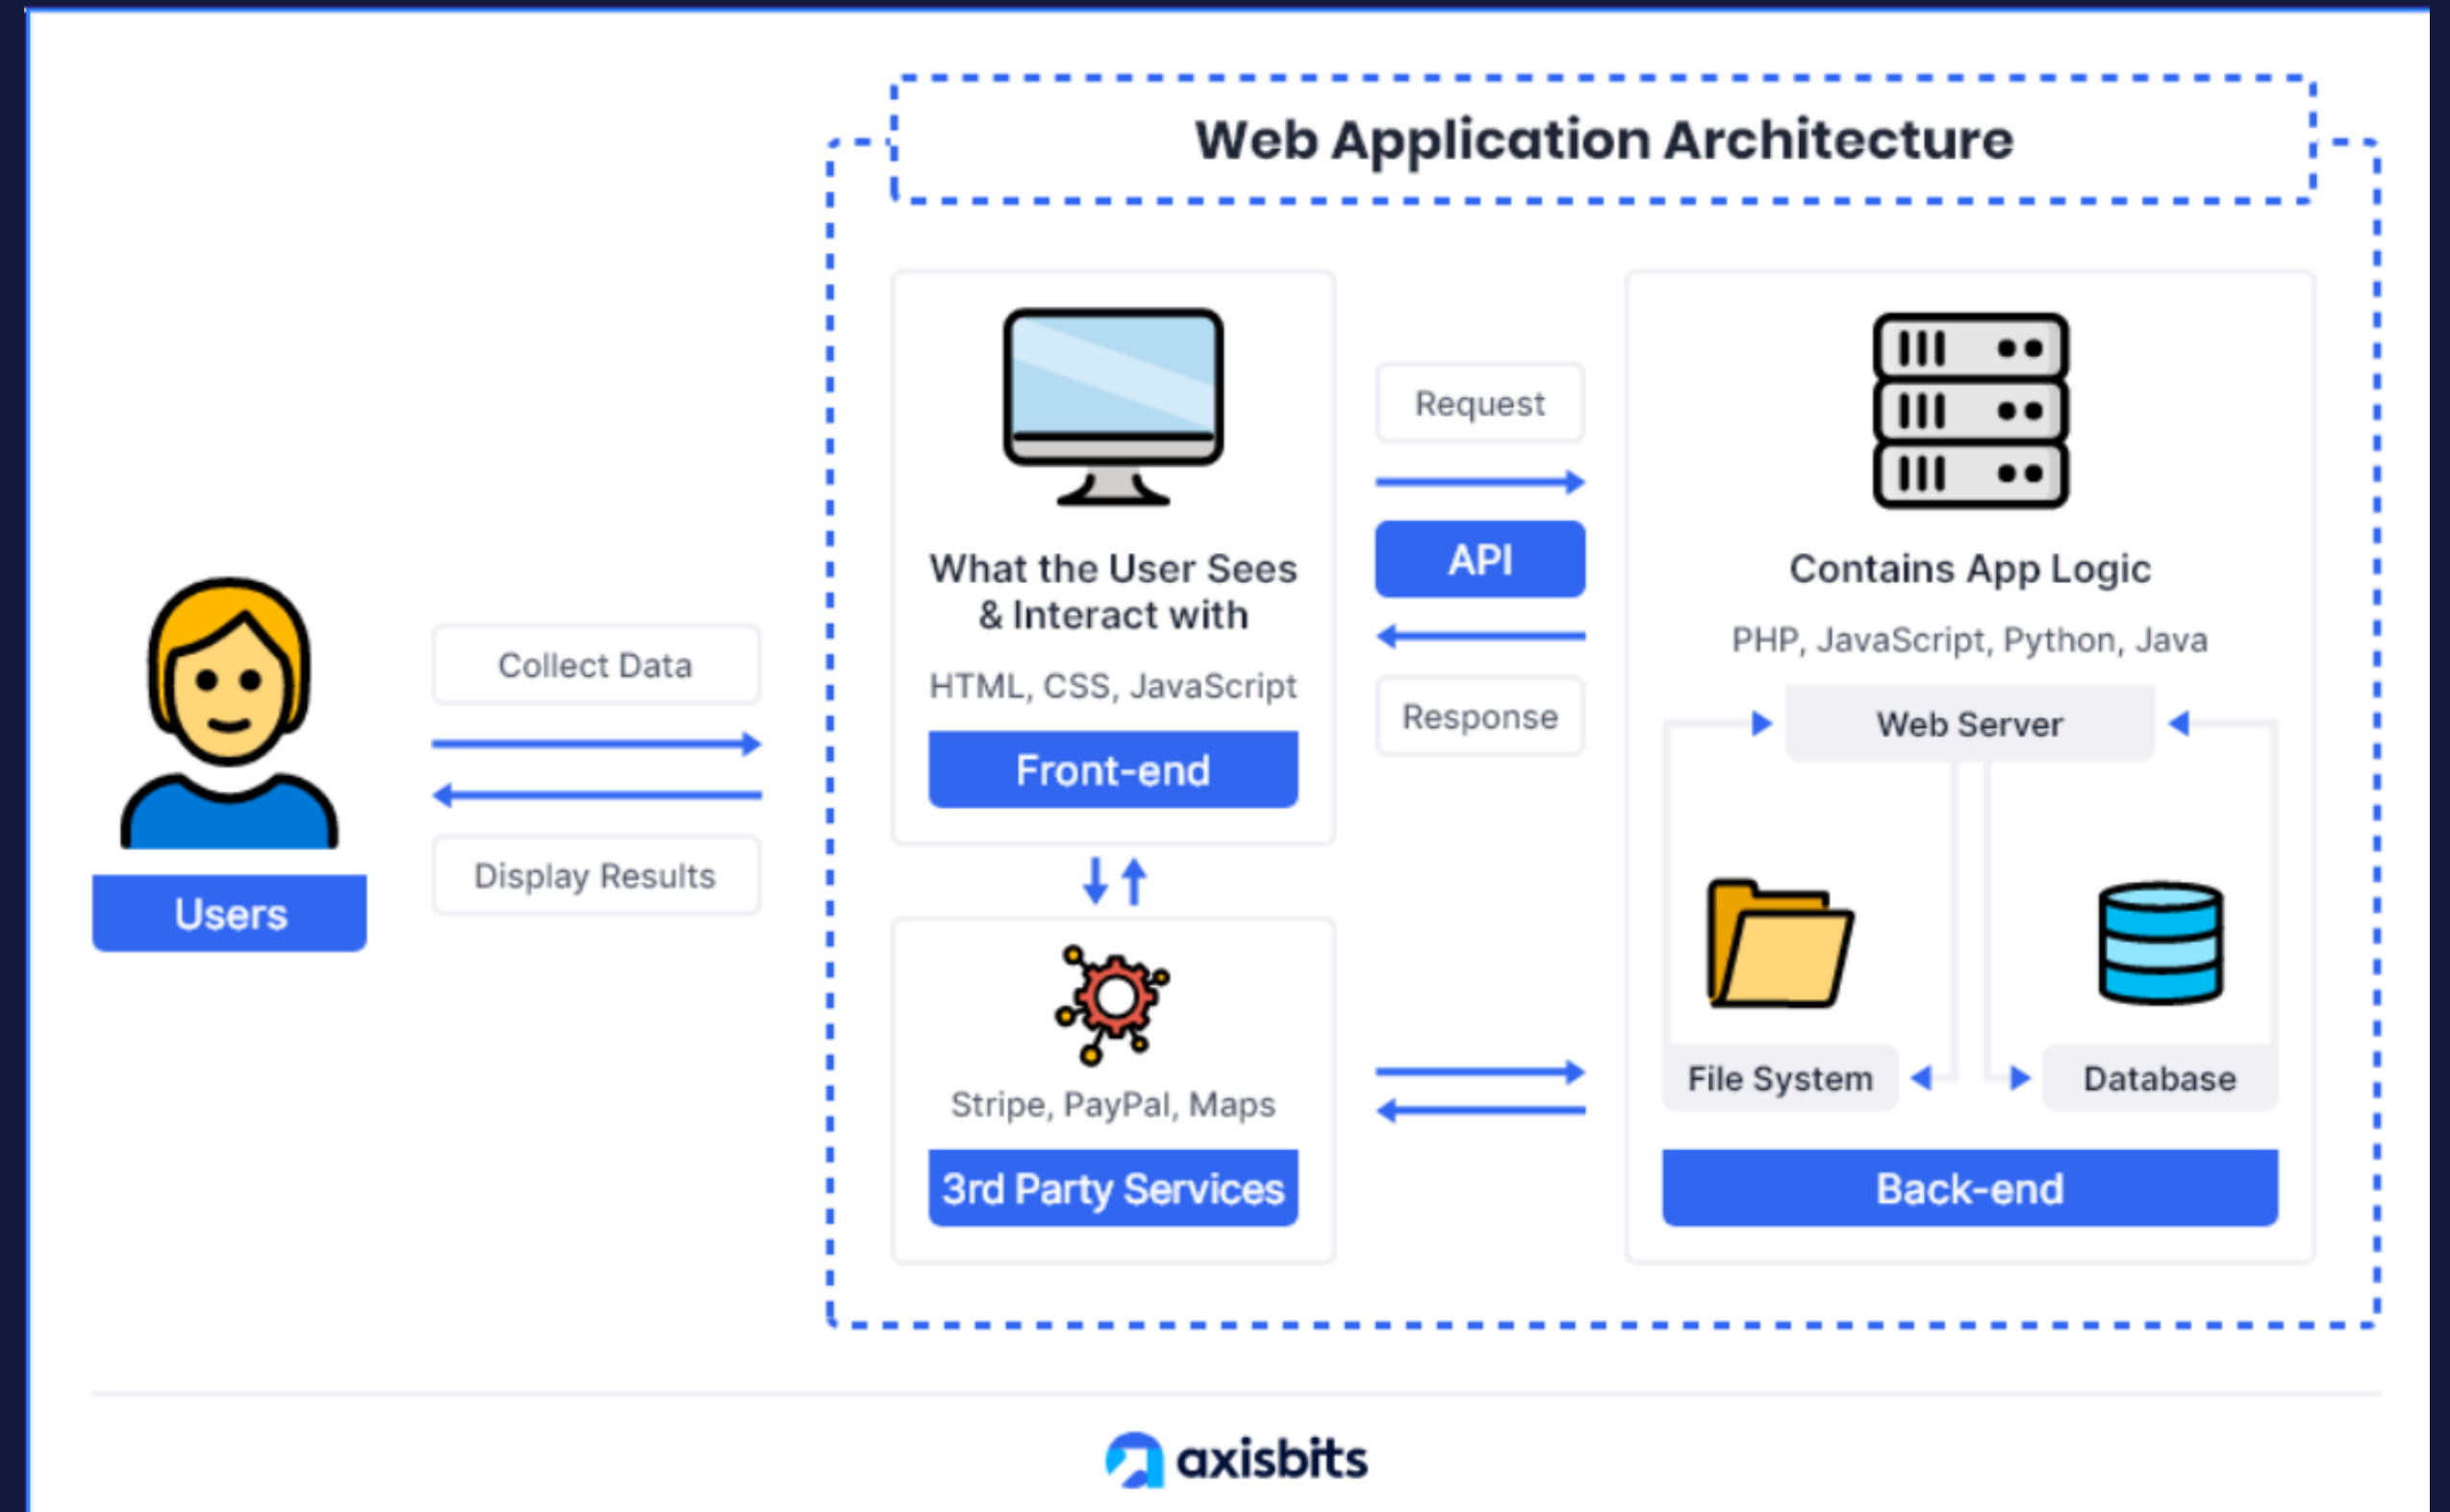 Web Application Architecture
Users
Collect Data
Display Results
What the User Sees
& Interact with
HTML, CSS, JavaScript
Front-end
Request
API
Response
Contains App Logic
PHP, JavaScript, Python, Java
Web Server
File System
Database
Back-end
Stripe, PayPal, Maps
3rd Party Services
axisbits